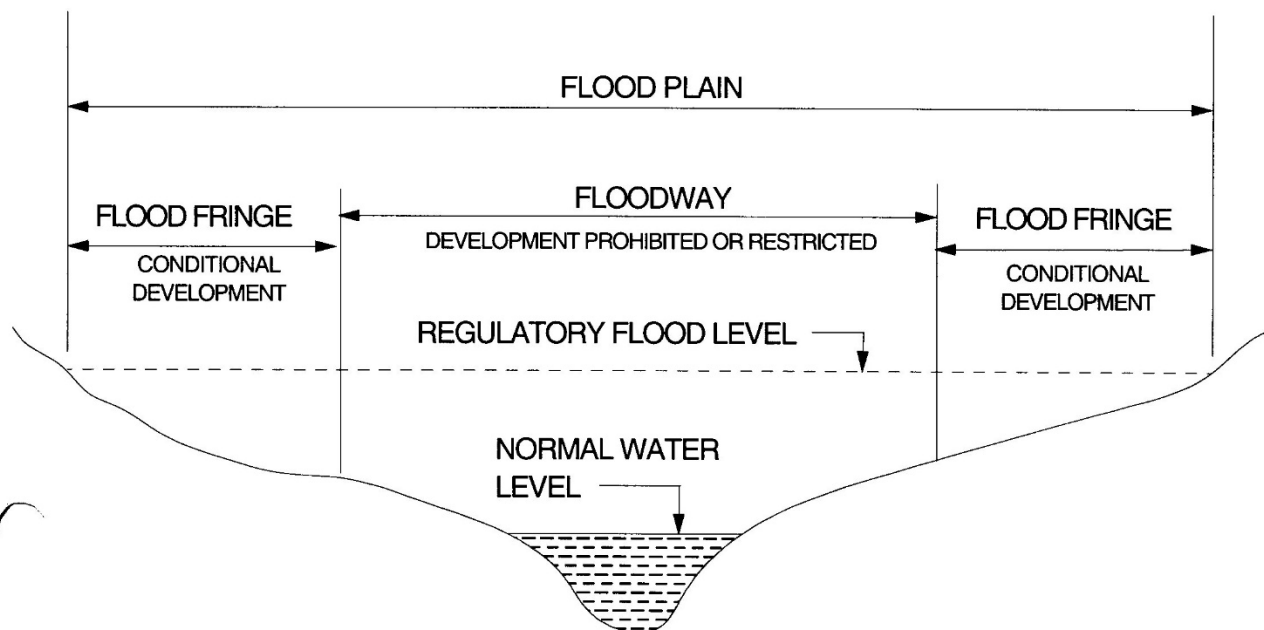 FLOOD PLAIN
FLOODWAY
FLOOD FRINGE
FLOOD FRINGE
DEVELOPMENT PROHIBITED OR RESTRICTED
CONDITIONAL
DEVELOPMENT
CONDITIONAL
DEVELOPMENT
REGULATORY FLOOD LEVEL
NORMAL WATER
LEVEL